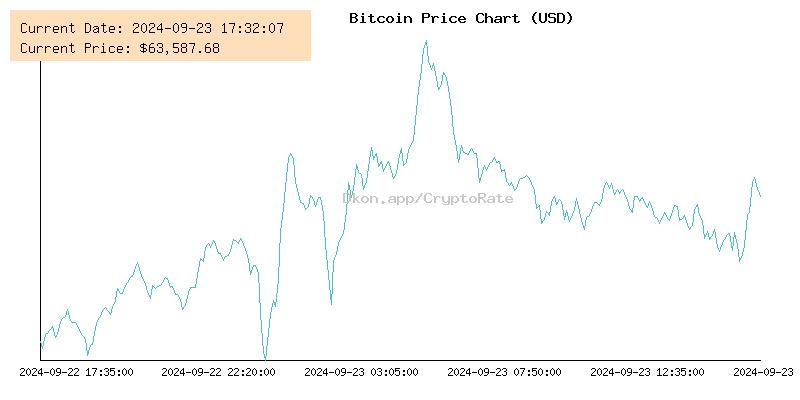 Bitcoin Price Chart (USD)
Current Date: 2024-09-23 17:32:07
Current Price: $63,587.68
Dkon.app/CryptoRate
2024-09-22 17:35:00 2024-09-22 22:20:00 2024-09-23 03:05:00 2024-09-23 07:50:00 2024-09-23 12:35:00 2024-09-23